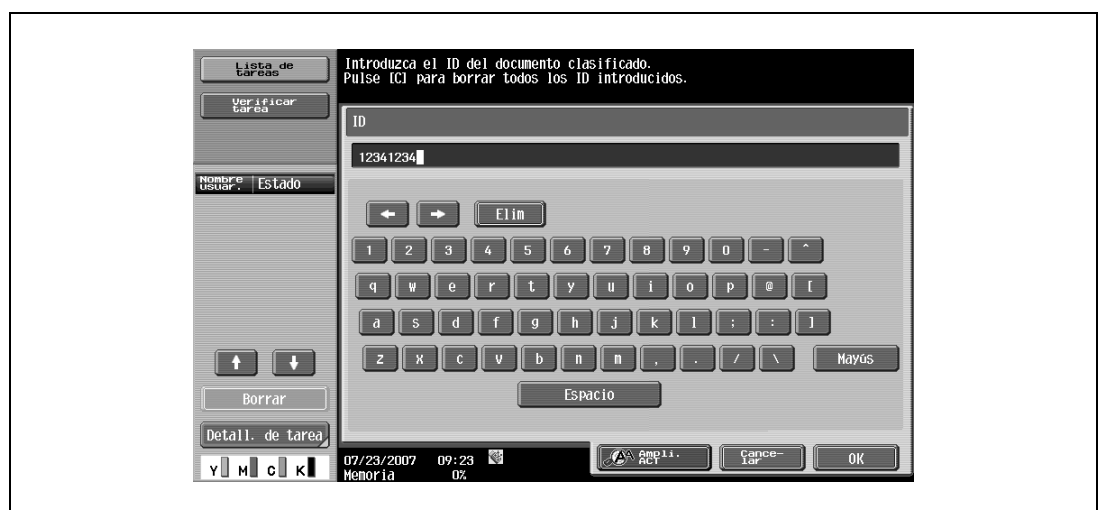 Lista de
tareas
Verificar
tarea
Introduzca el ID del documento clasificado.
Pulse [C] para borrar todos los ID introducidos.
ID
12341234
Nombre
usuar.
Estado
Elim
1 2 3 4 5 6 7 8 9 0 - ^
q w e r t y u i o p @ [
a s d f g h j k l ; : ]
z x c v b n m , . / \ Mayús
Espacio
Borrar
Detall. de tarea
Y M C K
07/23/2007 09:23
Memoria 0%
Ampli.
ACT
Cance-
lar
OK